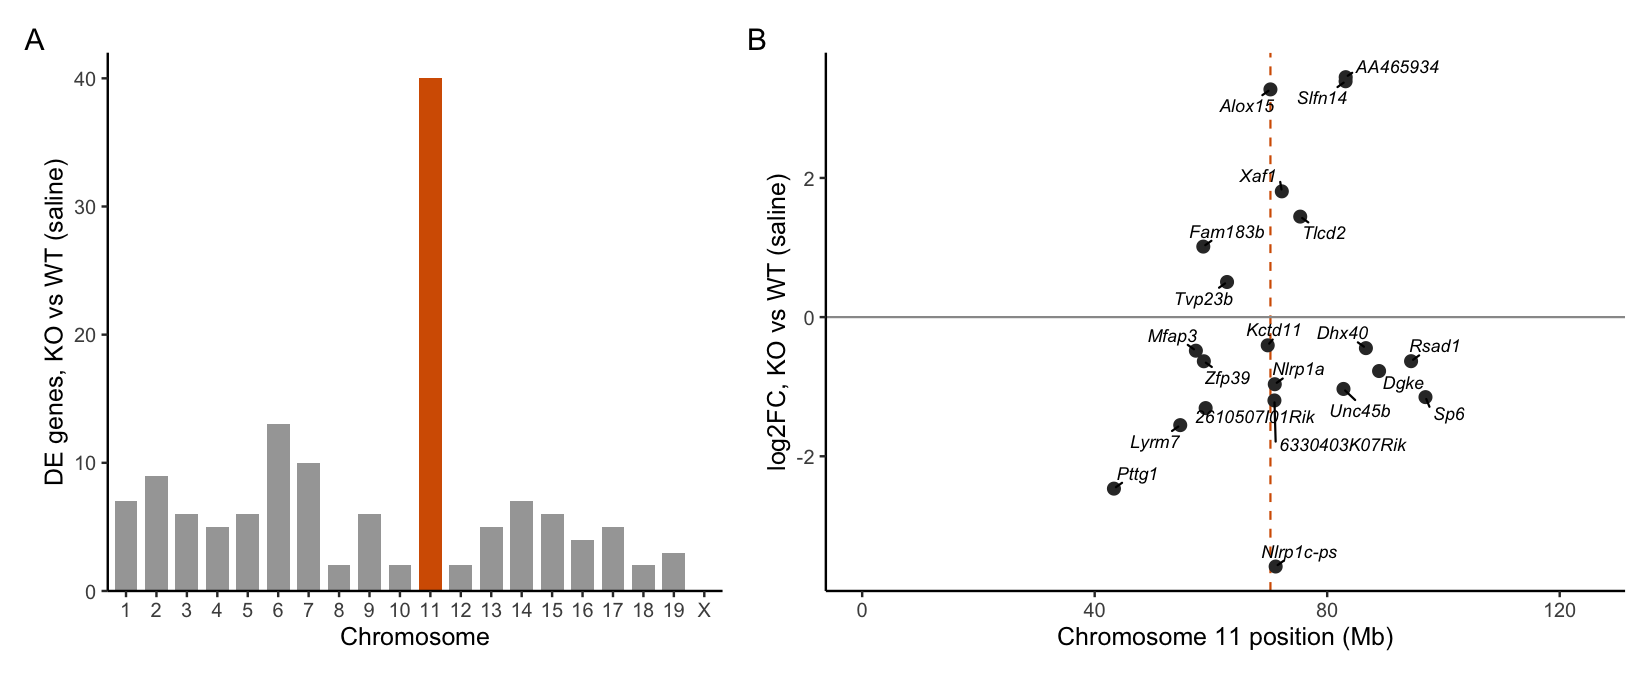 A
DE genes, KO vs WT (saline)
40
30
20
10
0
1 2 3 4 5 6 7 8 9 10 11 12 13 14 15 16 17 18 19 X
Chromosome
B
log2FC, KO vs WT (saline)
2
0
-2
AA465934
Slfn14
Alox15
Xaf1
Tlcd2
Fam183b
Tvp23b
Kctd11
Dhx40
Mfap3
Rsad1
Nlrp1a
Zfp39
Dgke
2610507I01Rik
Unc45b
Sp6
Lyrm7
6330403K07Rik
Pttg1
Nlrp1c-ps
0 40 80 120
Chromosome 11 position (Mb)